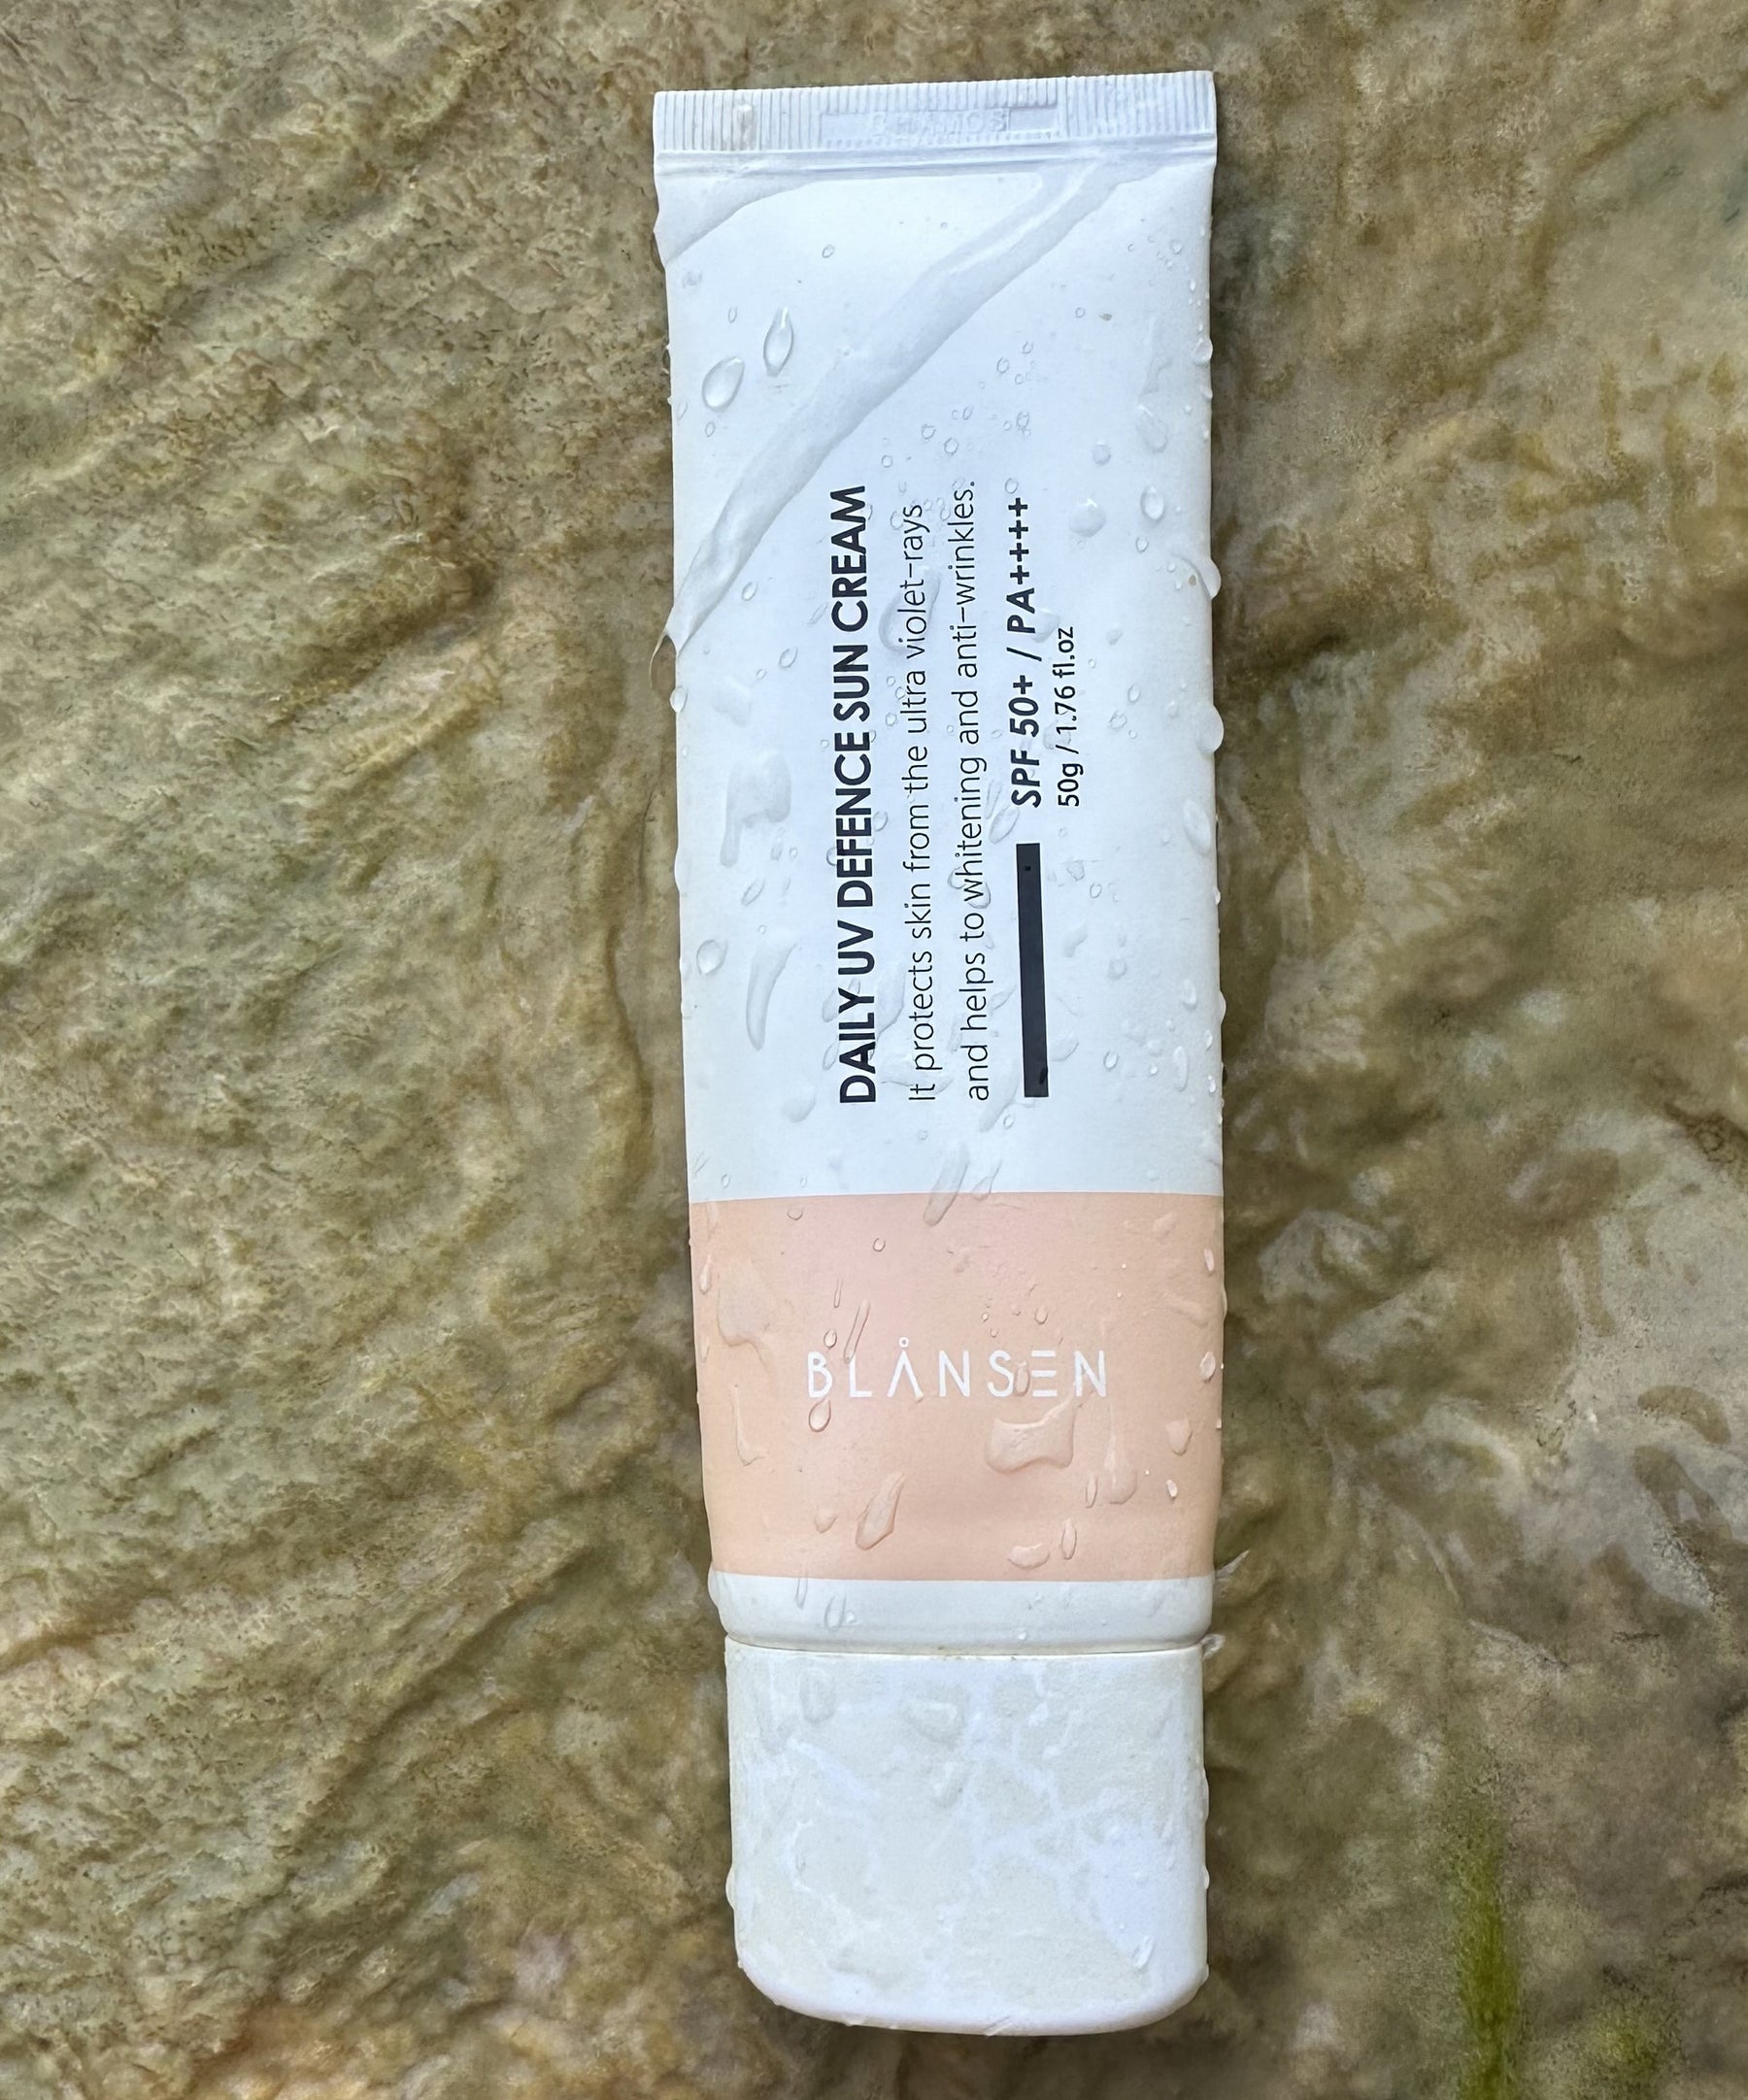 DAILY UV DEFENCE SUN CREAM
It protects skin from the ultra violet-rays
and helps to whitening and anti-wrinkles.
SPF 50+ / PA++++
50g / 1.76 fl.oz
BLÅNSEN